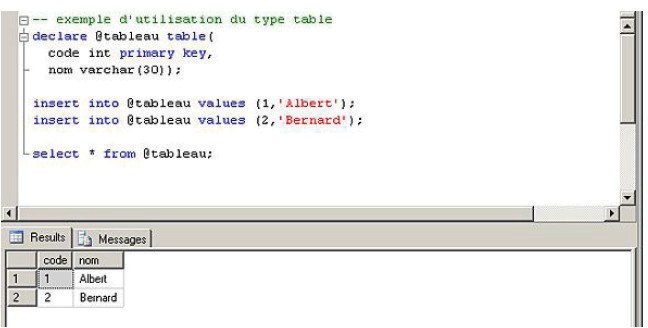 -- exemple d'utilisation du type table
declare @tableau table(
code int primary key,
nom varchar(30));
insert into @tableau values (1,'Albert');
insert into @tableau values (2,'Bernard');
select * from @tableau;
Results Messages
code nom
1 1 Albert
2 2 Bernard